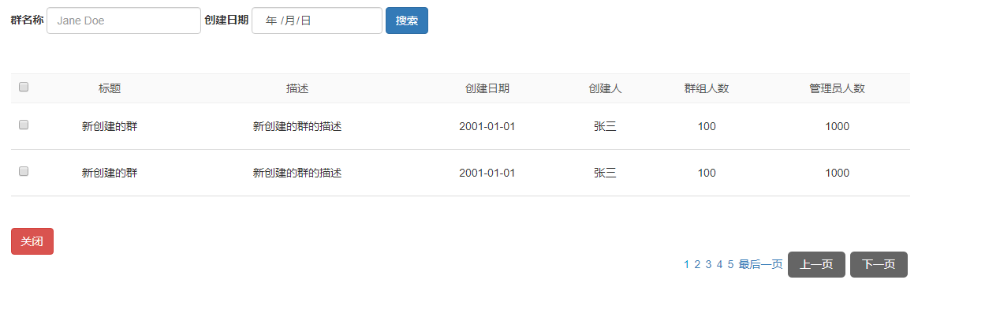 群名称 Jane Doe 创建日期 年 /月/日 搜索
标题 描述 创建日期 创建人 群组人数 管理员人数
新创建的群 新创建的群的描述 2001-01-01 张三 100 1000
新创建的群 新创建的群的描述 2001-01-01 张三 100 1000
关闭
1 2 3 4 5 最后一页 上一页 下一页